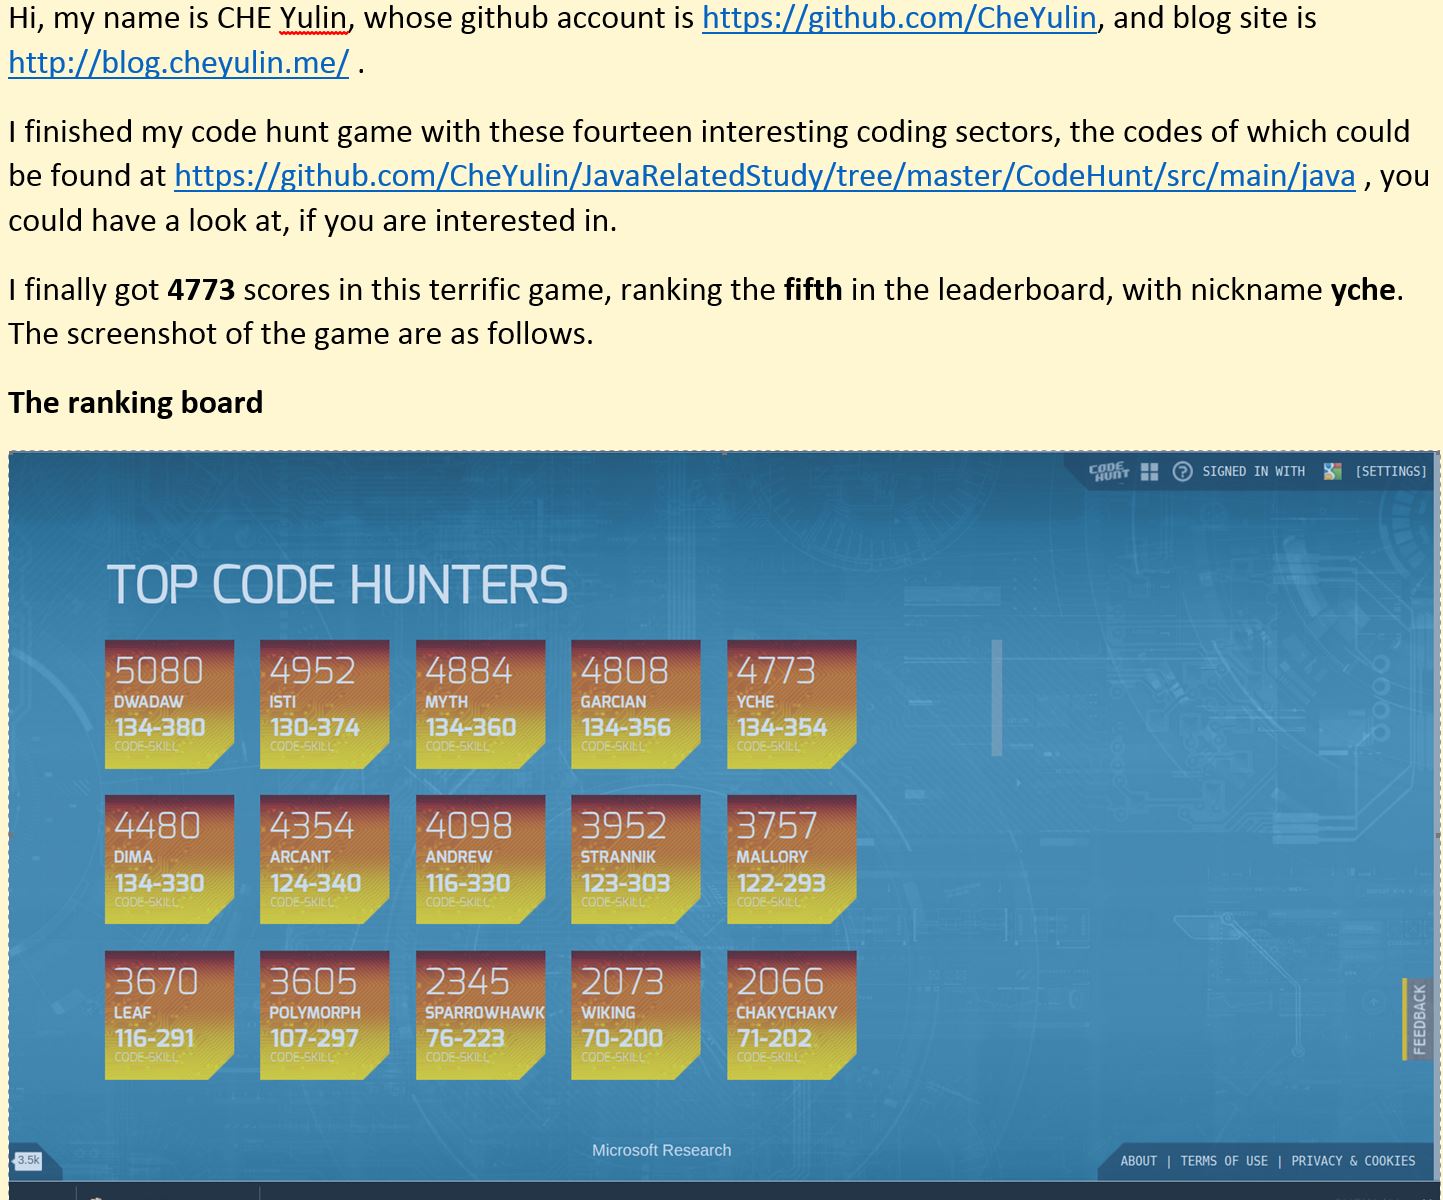 Hi, my name is CHE Yulin, whose github account is https://github.com/CheYulin, and blog site is
http://blog.cheyulin.me/ .
I finished my code hunt game with these fourteen interesting coding sectors, the codes of which could
be found at https://github.com/CheYulin/JavaRelatedStudy/tree/master/CodeHunt/src/main/java , you
could have a look at, if you are interested in.
I finally got 4773 scores in this terrific game, ranking the fifth in the leaderboard, with nickname yche.
The screenshot of the game are as follows.
The ranking board
CODE HUNT ? SIGNED IN WITH [SETTINGS]
TOP CODE HUNTERS
5080 4952 4884 4808 4773
DWADAW ISTI MYTH GARCIAN YCHE
134-380 130-374 134-360 134-356 134-354
CODE-SKILL CODE-SKILL CODE-SKILL CODE-SKILL CODE-SKILL
4480 4354 4098 3952 3757
DIMA ARCANT ANDREW STRANNIK MALLORY
134-330 124-340 116-330 123-303 122-293
CODE-SKILL CODE-SKILL CODE-SKILL CODE-SKILL CODE-SKILL
3670 3605 2345 2073 2066
LEAF POLYMORPH SPARROWHAWK WIKING CHAKYCHAKY
116-291 107-297 76-223 70-200 71-202
CODE-SKILL CODE-SKILL CODE-SKILL CODE-SKILL CODE-SKILL
FEEDBACK
Microsoft Research
3.5k ABOUT | TERMS OF USE | PRIVACY & COOKIES